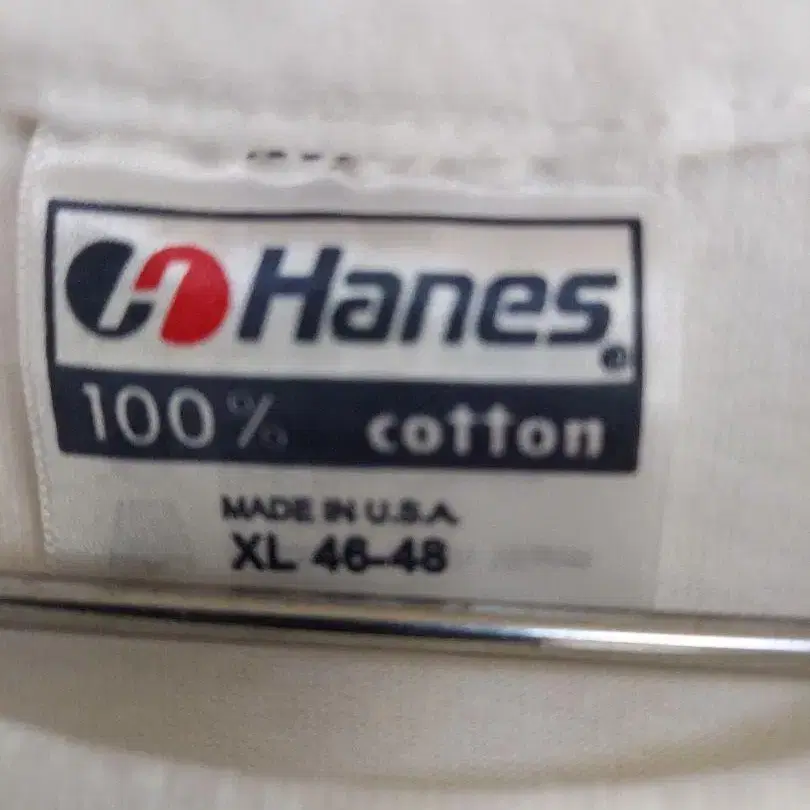 Hanes®
100% cotton
MADE IN U.S.A.
XL 46-48